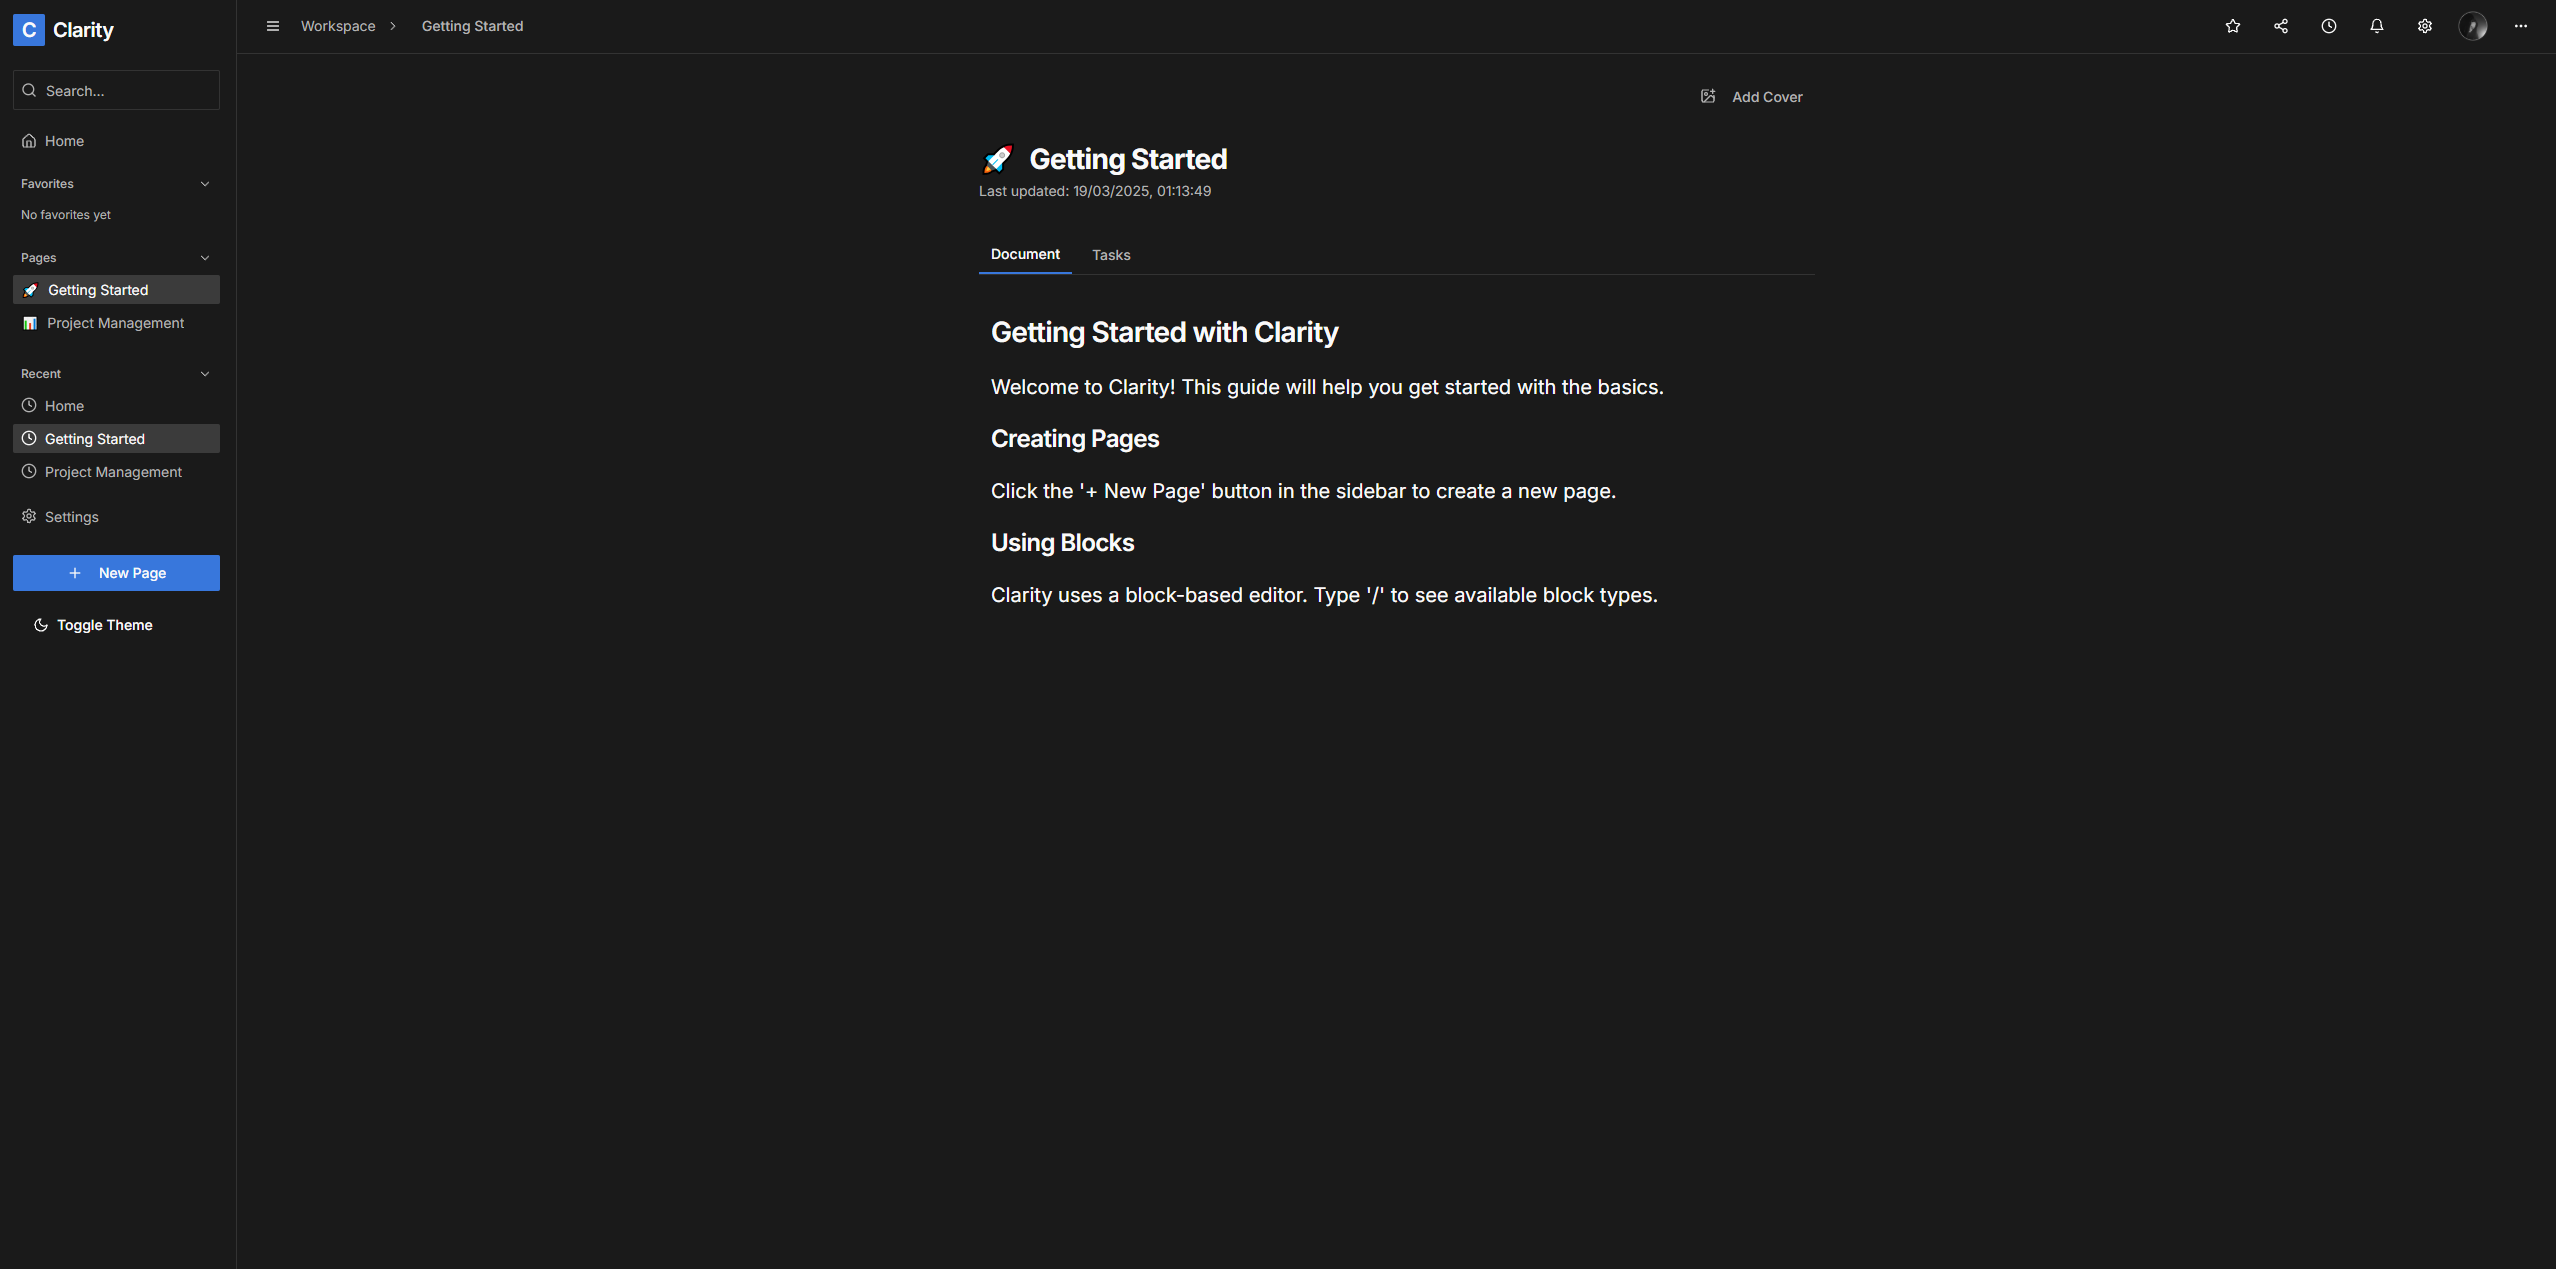 C Clarity
Search...
Home
Favorites
No favorites yet
Pages
Getting Started
Project Management
Recent
Home
Getting Started
Project Management
Settings
New Page
Toggle Theme
Workspace
Getting Started
Add Cover
Getting Started
Last updated: 19/03/2025, 01:13:49
Document Tasks
Getting Started with Clarity
Welcome to Clarity! This guide will help you get started with the basics.
Creating Pages
Click the '+ New Page' button in the sidebar to create a new page.
Using Blocks
Clarity uses a block-based editor. Type '/' to see available block types.